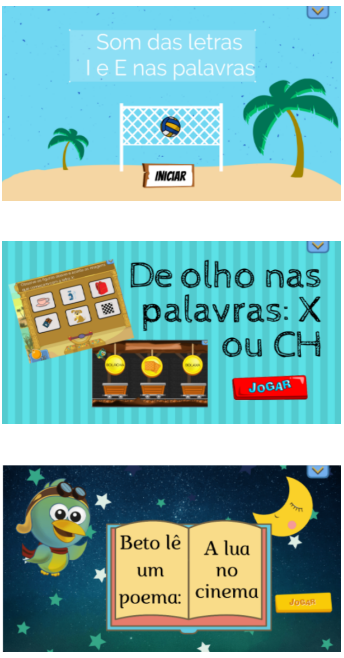 Som das letras
I e E nas palavras
INICIAR
De olho nas
palavras: X
ou CH
JOGAR
Beto lê
um
poema:
A lua
no
cinema
JOGAR